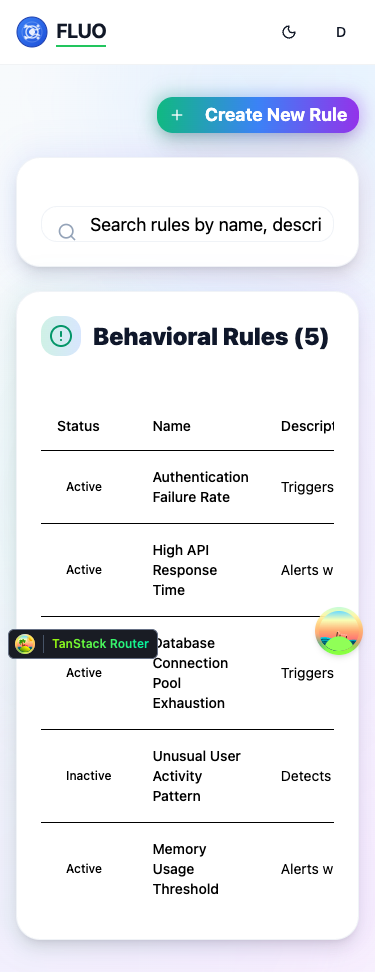 FLUO
D
+ Create New Rule
Search rules by name, descri
Behavioral Rules (5)
Status Name Descript
Active Authentication Failure Rate Triggers
Active High API Response Time Alerts w
TanStack Router
Active Database Connection Pool Exhaustion Triggers
Inactive Unusual User Activity Pattern Detects
Active Memory Usage Threshold Alerts w